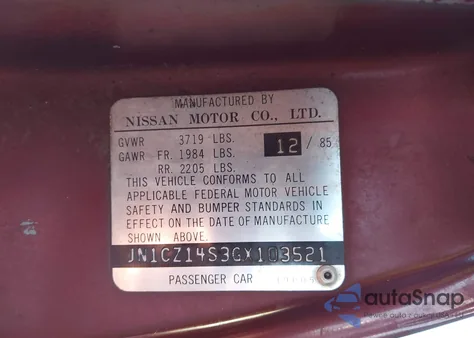 MANUFACTURED BY
NISSAN MOTOR CO., LTD.
GVWR 3719 LBS. 12 / 85
GAWR FR. 1984 LBS.
RR. 2205 LBS.
THIS VEHICLE CONFORMS TO ALL
APPLICABLE FEDERAL MOTOR VEHICLE
SAFETY AND BUMPER STANDARDS IN
EFFECT ON THE DATE OF MANUFACTURE
SHOWN ABOVE.
JN1CZ14S3GX103521
PASSENGER CAR
autoSnap